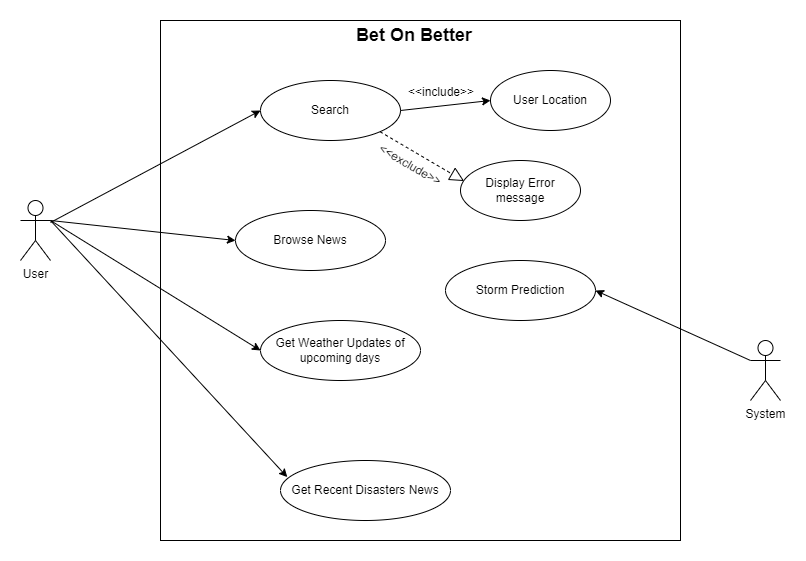 Bet On Better
Search
<<include>>
User Location
<<exclude>>
Display Error
message
User
Browse News
Storm Prediction
Get Weather Updates of
upcoming days
System
Get Recent Disasters News